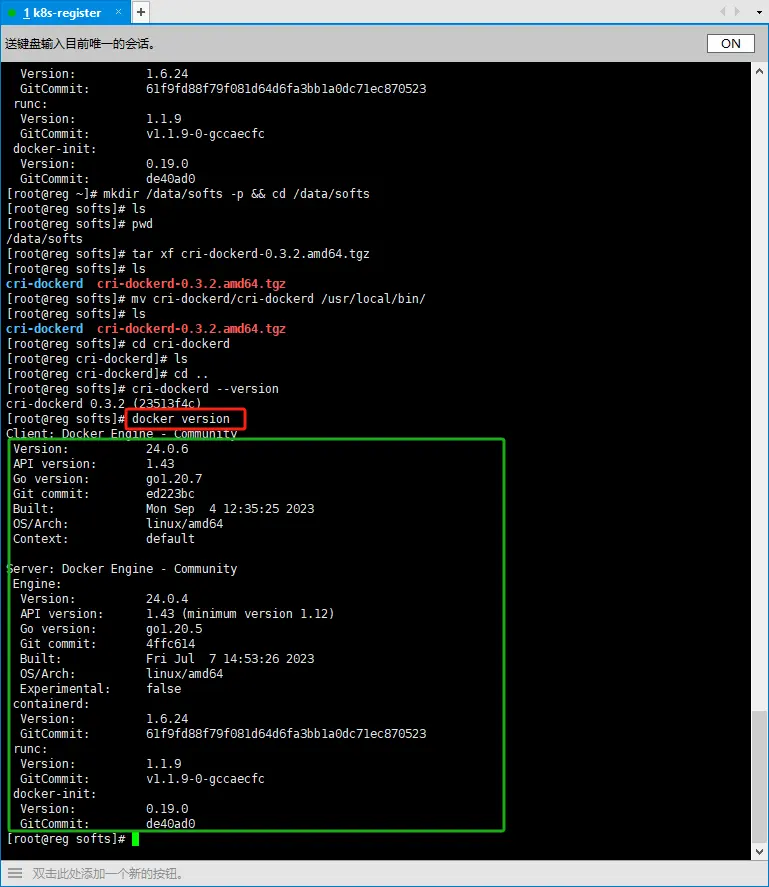 1 k8s-register × +
送键盘输入目前唯一的会话。 ON
Version: 1.6.24
GitCommit: 61f9fd88f79f081d64d6fa3bb1a0dc71ec870523
runc:
Version: 1.1.9
GitCommit: v1.1.9-0-gccaecfc
docker-init:
Version: 0.19.0
GitCommit: de40ad0
[root@reg ~]# mkdir /data/softs -p && cd /data/softs
[root@reg softs]# ls
[root@reg softs]# pwd
/data/softs
[root@reg softs]# tar xf cri-dockerd-0.3.2.amd64.tgz
[root@reg softs]# ls
cri-dockerd cri-dockerd-0.3.2.amd64.tgz
[root@reg softs]# mv cri-dockerd/cri-dockerd /usr/local/bin/
[root@reg softs]# ls
cri-dockerd cri-dockerd-0.3.2.amd64.tgz
[root@reg softs]# cd cri-dockerd
[root@reg cri-dockerd]# ls
[root@reg cri-dockerd]# cd ..
[root@reg softs]# cri-dockerd --version
cri-dockerd 0.3.2 (23513f4c)
[root@reg softs]# docker version
Client: Docker Engine - Community
Version: 24.0.6
API version: 1.43
Go version: go1.20.7
Git commit: ed223bc
Built: Mon Sep 4 12:35:25 2023
OS/Arch: linux/amd64
Context: default
Server: Docker Engine - Community
Engine:
Version: 24.0.4
API version: 1.43 (minimum version 1.12)
Go version: go1.20.5
Git commit: 4ffc614
Built: Fri Jul 7 14:53:26 2023
OS/Arch: linux/amd64
Experimental: false
containerd:
Version: 1.6.24
GitCommit: 61f9fd88f79f081d64d6fa3bb1a0dc71ec870523
runc:
Version: 1.1.9
GitCommit: v1.1.9-0-gccaecfc
docker-init:
Version: 0.19.0
GitCommit: de40ad0
[root@reg softs]#
双击此处添加一个新的按钮。